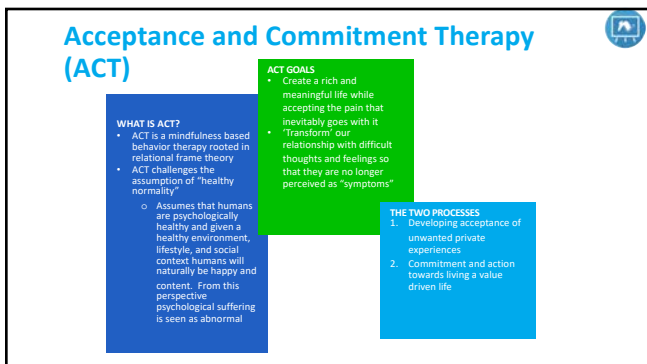 Acceptance and Commitment Therapy
(ACT)
WHAT IS ACT?
• ACT is a mindfulness based
behavior therapy rooted in
relational frame theory
• ACT challenges the
assumption of “healthy
normality”
o Assumes that humans
are psychologically
healthy and given a
healthy environment,
lifestyle, and social
context humans will
naturally be happy and
content. From this
perspective
psychological suffering
is seen as abnormal
ACT GOALS
• Create a rich and
meaningful life while
accepting the pain that
inevitably goes with it
• ‘Transform’ our
relationship with difficult
thoughts and feelings so
that they are no longer
perceived as “symptoms”
THE TWO PROCESSES
1. Developing acceptance of
unwanted private
experiences
2. Commitment and action
towards living a value
driven life